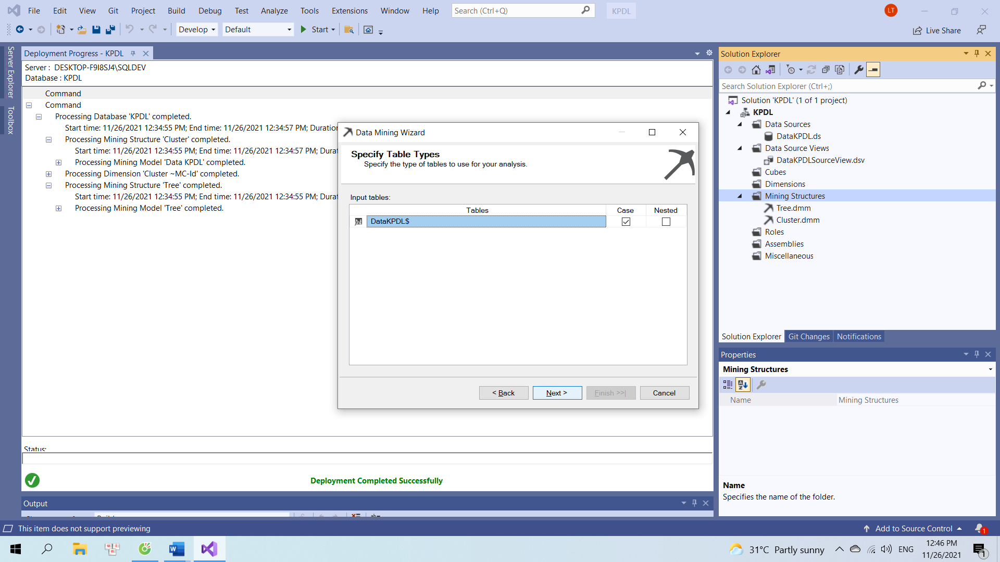 File Edit View Git Project Build Debug Test Analyze Tools Extensions Window Help Search (Ctrl+Q) KPDL LT
Develop Default Start Live Share
Server Explorer
Toolbox
Deployment Progress - KPDL
Server : DESKTOP-F9I8SJ4\SQLDEV
Database : KPDL
Command
Command
Processing Database 'KPDL' completed.
Start time: 11/26/2021 12:34:55 PM; End time: 11/26/2021 12:34:57 PM; Duration
Processing Mining Structure 'Cluster' completed.
Start time: 11/26/2021 12:34:55 PM; End time: 11/26/2021 12:34:57 PM; Durat
Processing Mining Model 'Data KPDL' completed.
Processing Dimension 'Cluster ~MC-Id' completed.
Processing Mining Structure 'Tree' completed.
Start time: 11/26/2021 12:34:55 PM; End time: 11/26/2021 12:34:55 PM; Durat
Processing Mining Model 'Tree' completed.
Status:
Deployment Completed Successfully
Output
Data Mining Wizard
Specify Table Types
Specify the type of tables to use for your analysis.
Input tables:
Tables Case Nested
DataKPDL$
< Back Next > Finish >>| Cancel
Solution Explorer
Search Solution Explorer (Ctrl+;)
Solution 'KPDL' (1 of 1 project)
KPDL
Data Sources
DataKPDL.ds
Data Source Views
DataKPDLSourceView.dsv
Cubes
Dimensions
Mining Structures
Tree.dmm
Cluster.dmm
Roles
Assemblies
Miscellaneous
Solution Explorer Git Changes Notifications
Properties
Mining Structures
Name Mining Structures
Name
Specifies the name of the folder.
This item does not support previewing Add to Source Control 1
31°C Partly sunny ENG 12:46 PM
11/26/2021 1